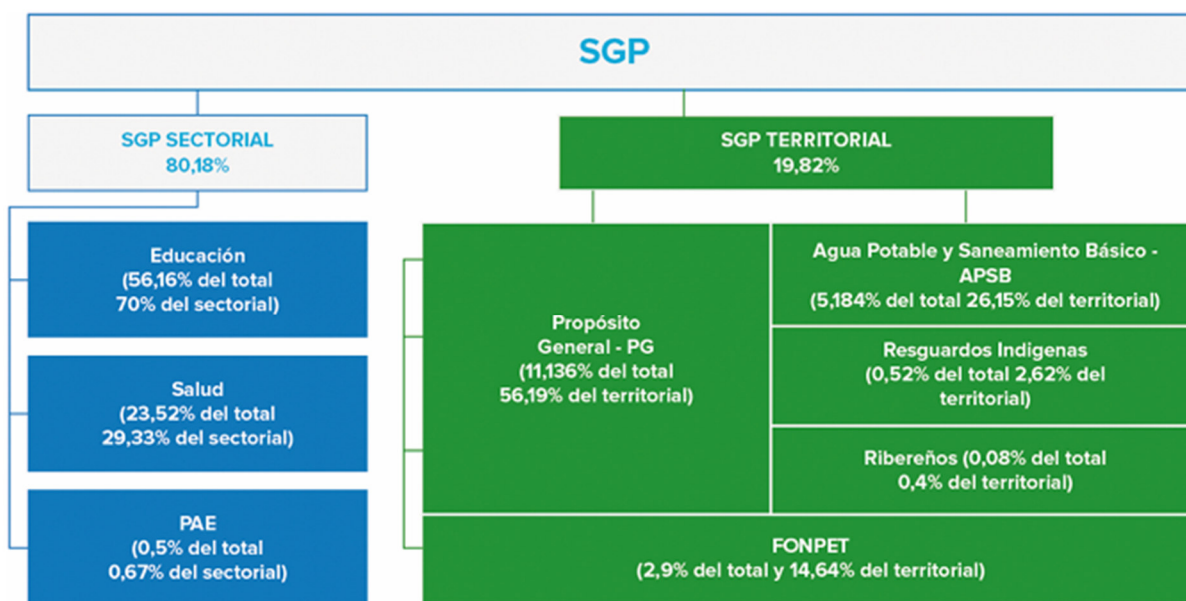 SGP
SGP SECTORIAL
80,18%
Educación
(56,16% del total
70% del sectorial)
Salud
(23,52% del total
29,33% del sectorial)
PAE
(0,5% del total
0,67% del sectorial)
SGP TERRITORIAL
19,82%
Propósito
General - PG
(11,136% del total
56,19% del territorial)
Agua Potable y Saneamiento Básico -
APSB
(5,184% del total 26,15% del territorial)
Resguardos Indigenas
(0,52% del total 2,62% del
territorial)
Ribereños (0,08% del total
0,4% del territorial)
FONPET
(2,9% del total y 14,64% del territorial)